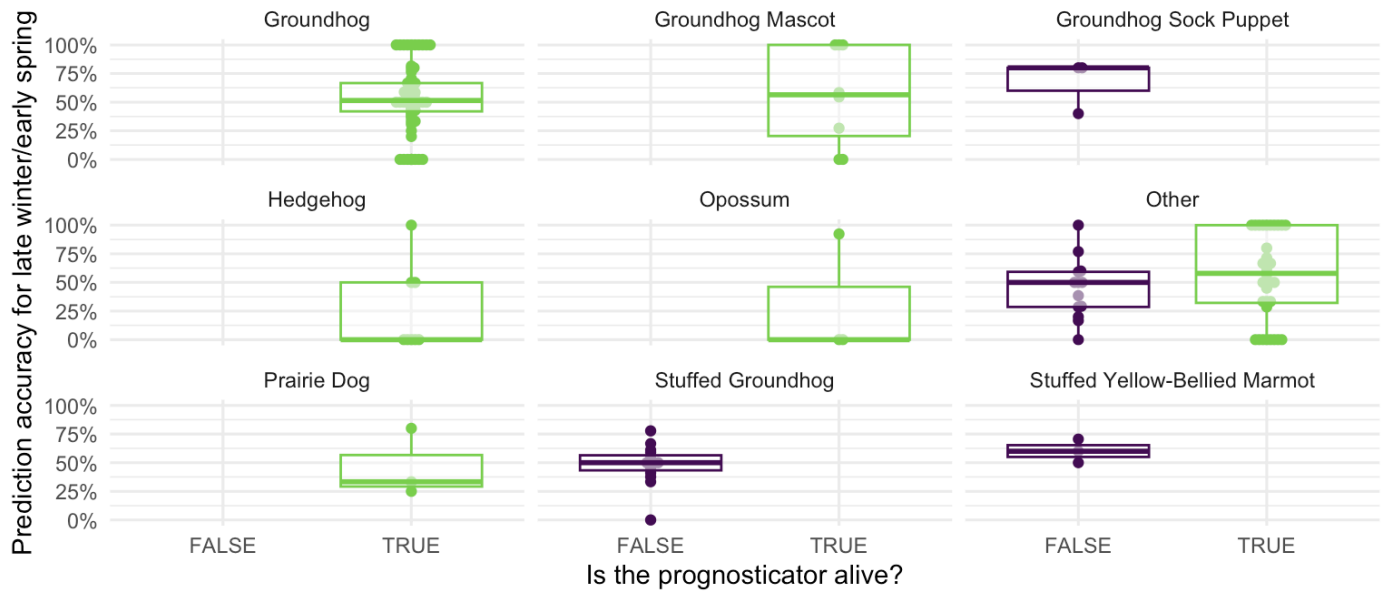 Prediction accuracy for late winter/early spring
Groundhog
Groundhog Mascot
Groundhog Sock Puppet
100%
75%
50%
25%
0%
Hedgehog
Opossum
Other
100%
75%
50%
25%
0%
Prairie Dog
Stuffed Groundhog
Stuffed Yellow-Bellied Marmot
100%
75%
50%
25%
0%
FALSE TRUE
FALSE TRUE
FALSE TRUE
Is the prognosticator alive?